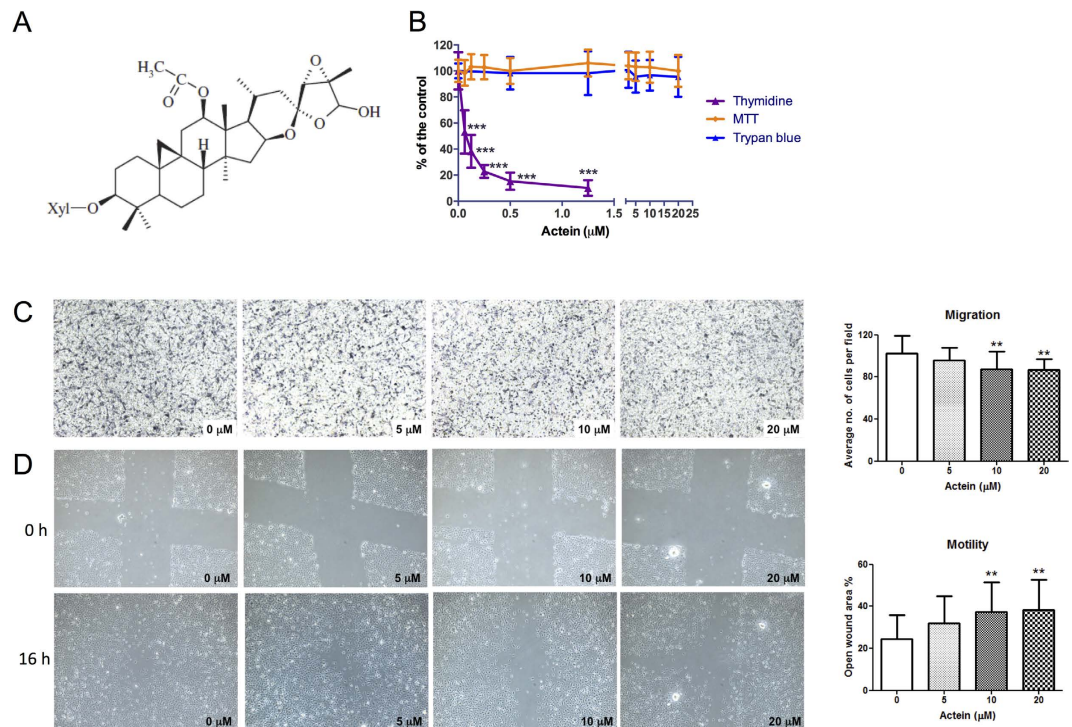 A
H₃C
C
O
O
H
O
O
O
OH
Xyl—O
B
% of the control
120
100
80
60
40
20
0
***
***
***
***
***
0.0 0.5 1.0 1.5 5 10 15 20 25
Actein (μM)
Thymidine
MTT
Trypan blue
C
0 μM
5 μM
10 μM
20 μM
Migration
Average no. of cells per field
120
80
40
0
**
**
0 5 10 20
Actein (μM)
D
0 h
0 μM
5 μM
10 μM
20 μM
16 h
0 μM
5 μM
10 μM
20 μM
Motility
Open wound area %
60
40
20
0
**
**
0 5 10 20
Actein (μM)